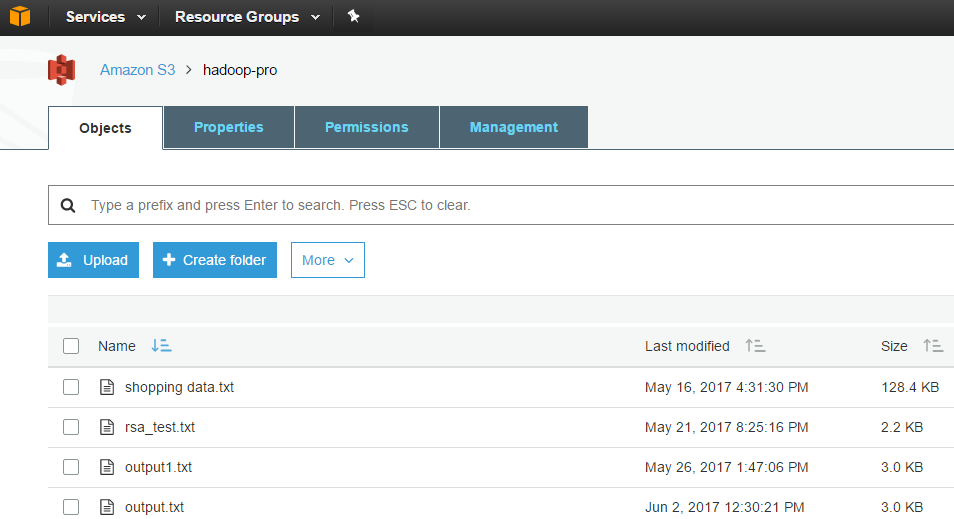 Services Resource Groups
Amazon S3 > hadoop-pro
Objects Properties Permissions Management
Type a prefix and press Enter to search. Press ESC to clear.
Upload Create folder More
Name Last modified Size
shopping data.txt May 16, 2017 4:31:30 PM 128.4 KB
rsa_test.txt May 21, 2017 8:25:16 PM 2.2 KB
output1.txt May 26, 2017 1:47:06 PM 3.0 KB
output.txt Jun 2, 2017 12:30:21 PM 3.0 KB